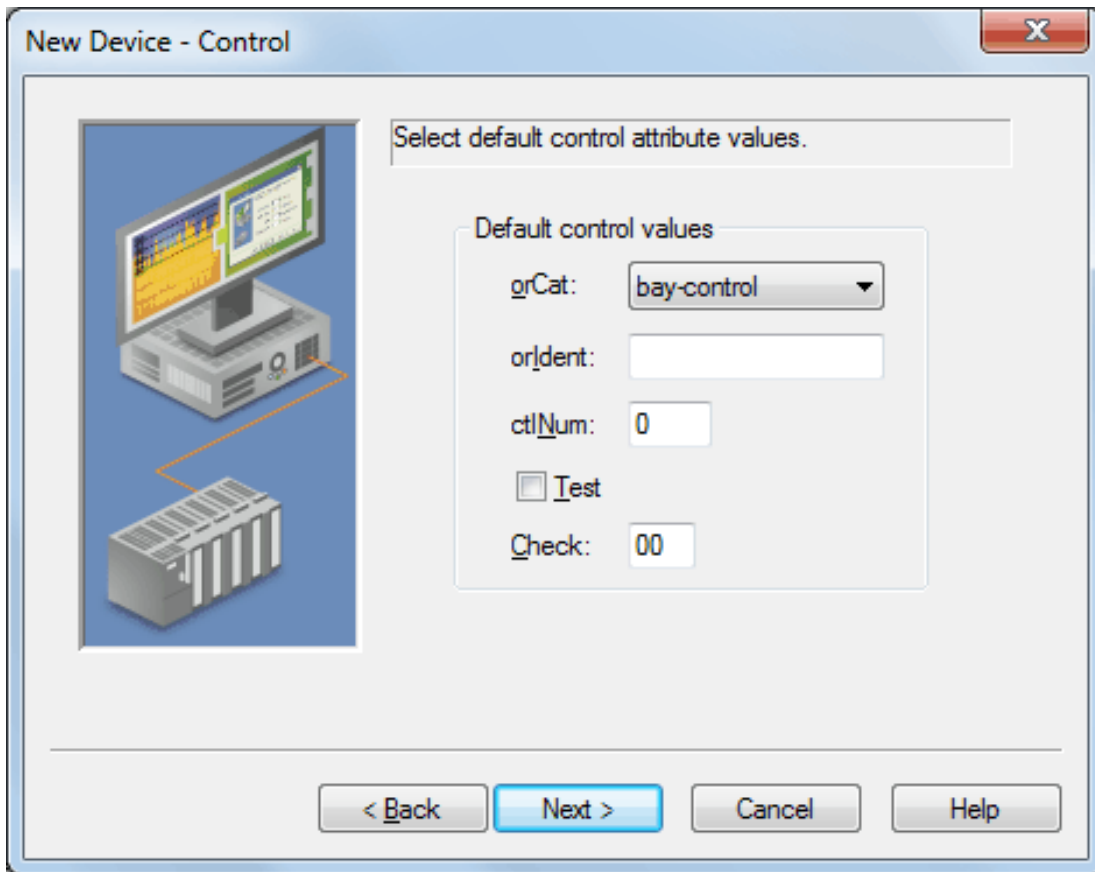 New Device - Control
X
Select default control attribute values.
Default control values
orCat: bay-control
orIdent:
ctlNum: 0
Test
Check: 00
< Back Next > Cancel Help